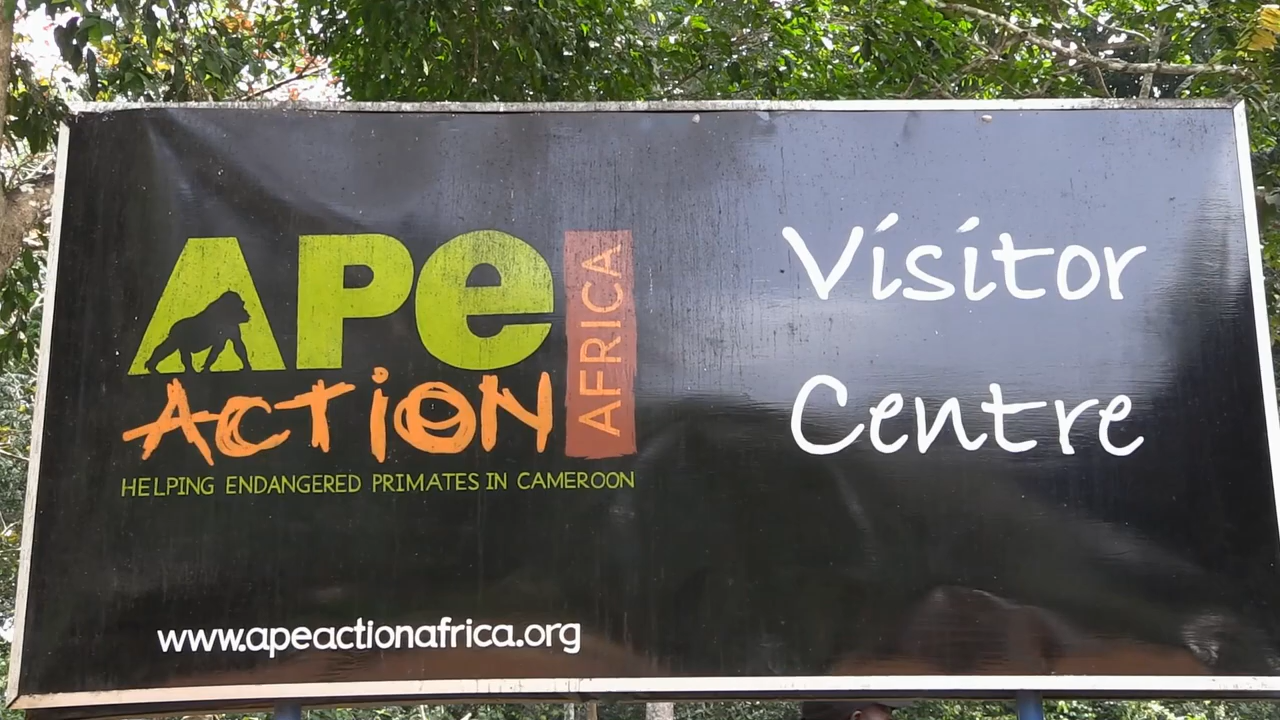 APe
ACTiON
AFRICA
HELPING ENDANGERED PRIMATES IN CAMEROON
www.apeactionafrica.org
Visitor
Centre